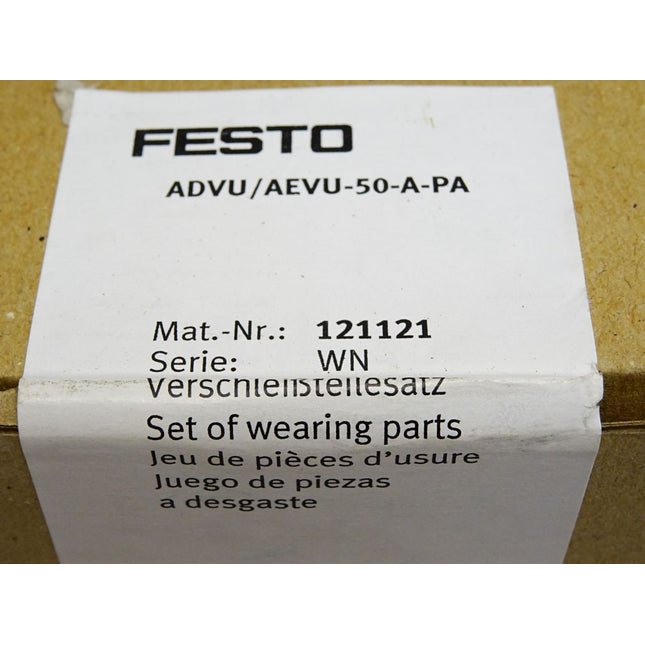 FESTO
ADVU/AEVU-50-A-PA
Mat.-Nr.: 121121
Serie: WN
Verschleißteilesatz
Set of wearing parts
Jeu de pièces d'usure
Juego de piezas
a desgaste